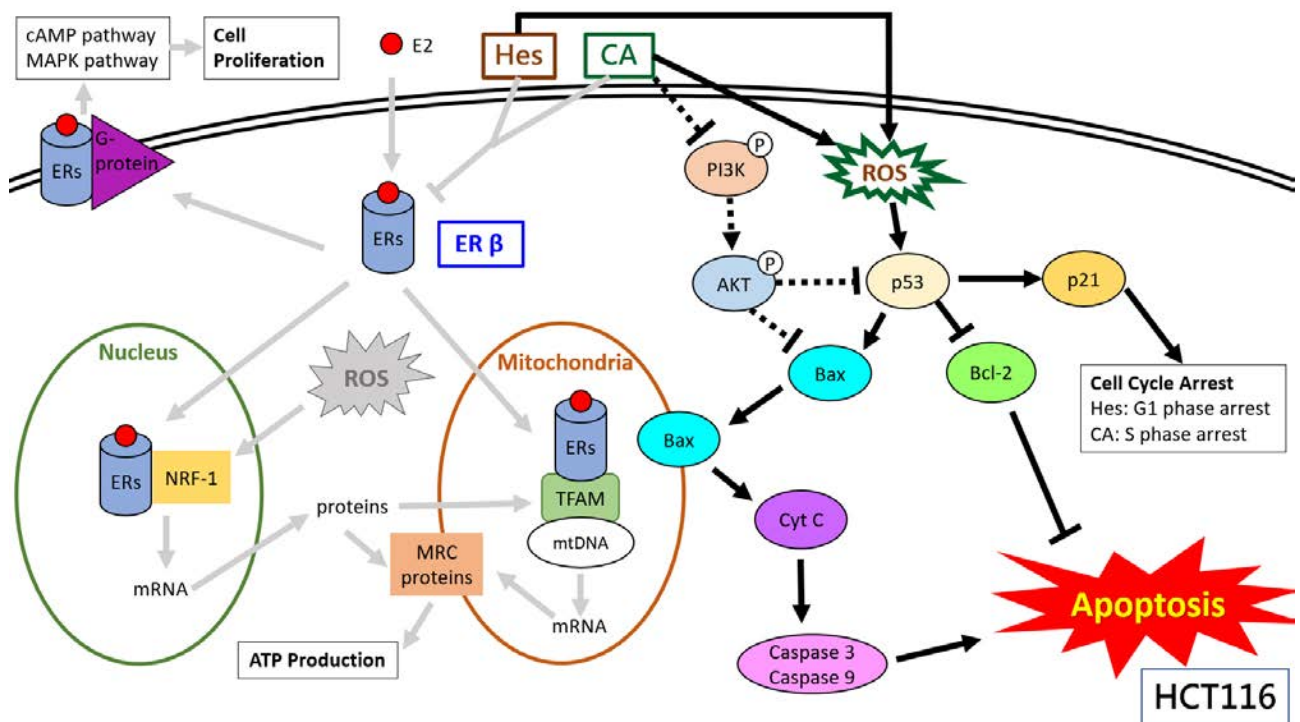 cAMP pathway
MAPK pathway
Cell
Proliferation
E2
Hes
CA
ERs
G-
protein
PI3K
P
ROS
ERs
ER β
AKT
P
p53
p21
Nucleus
ROS
Mitochondria
Bax
Bcl-2
Cell Cycle Arrest
Hes: G1 phase arrest
CA: S phase arrest
ERs
NRF-1
ERs
TFAM
mtDNA
Bax
proteins
Cyt C
MRC
proteins
mRNA
mRNA
Apoptosis
ATP Production
Caspase 3
Caspase 9
HCT116